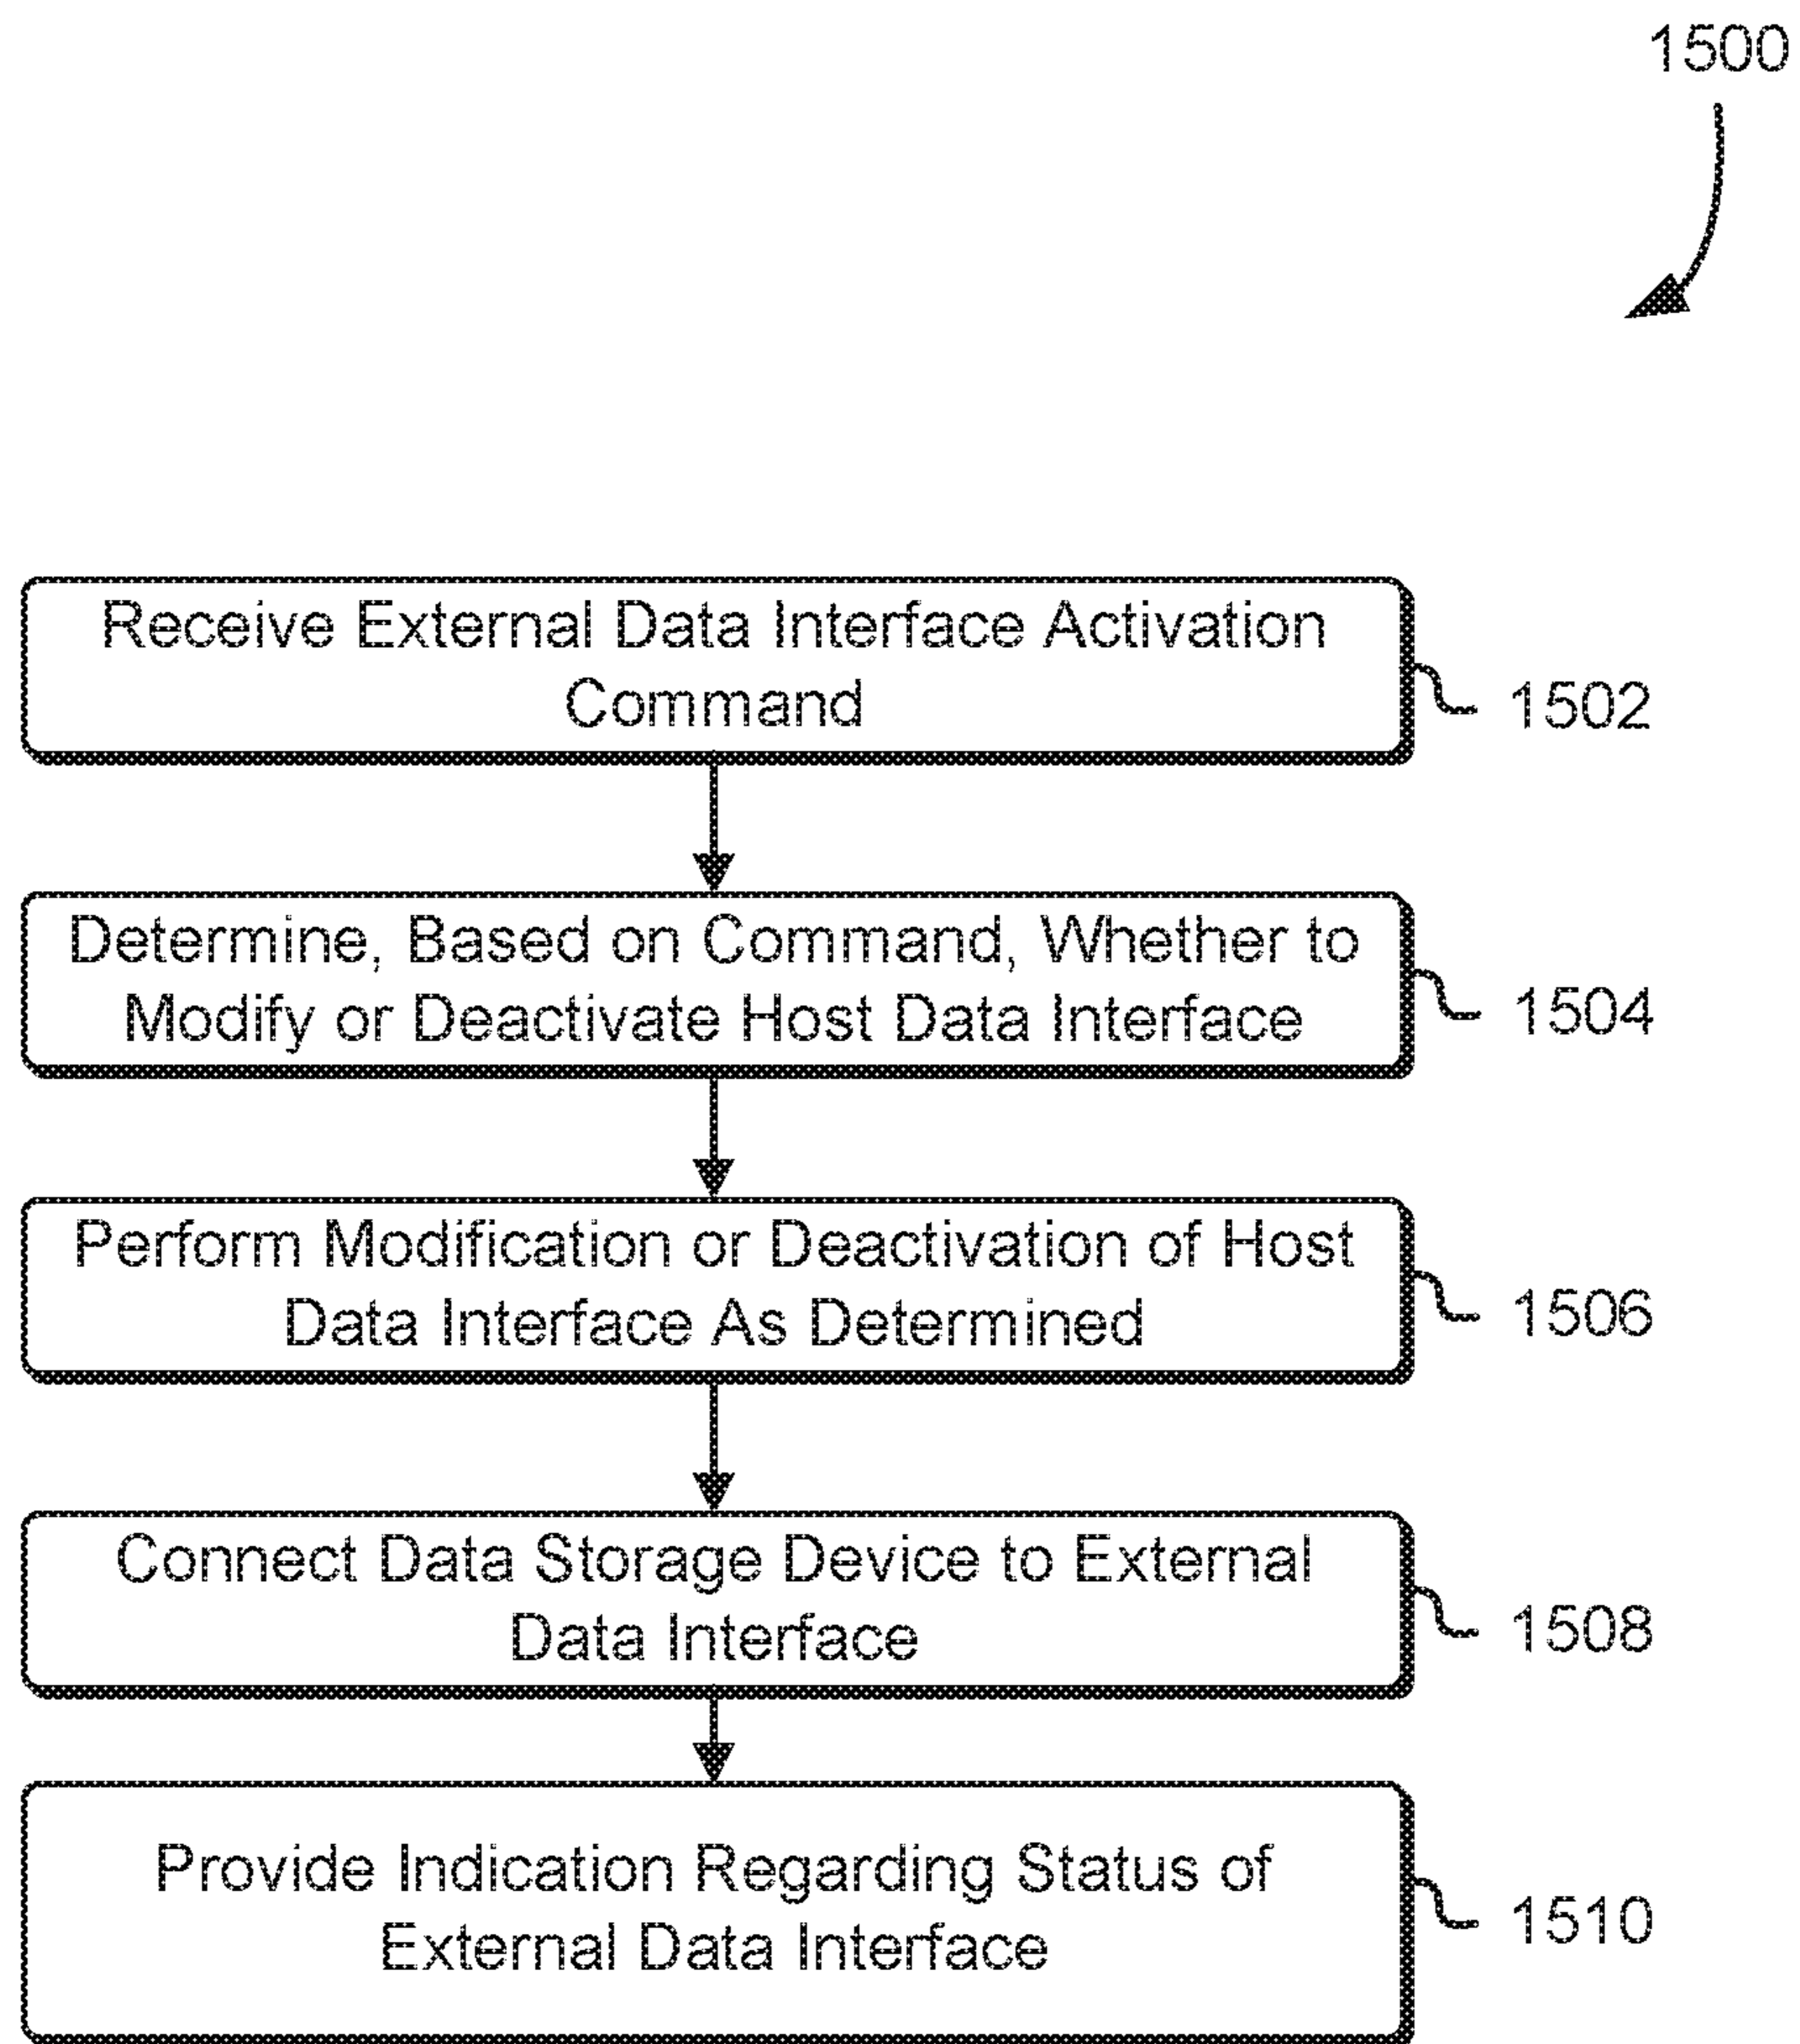 1500
Receive External Data Interface Activation
Command
1502
Determine, Based on Command, Whether to
Modify or Deactivate Host Data Interface
1504
Perform Modification or Deactivation of Host
Data Interface As Determined
1506
Connect Data Storage Device to External
Data Interface
1508
Provide Indication Regarding Status of
External Data Interface
1510